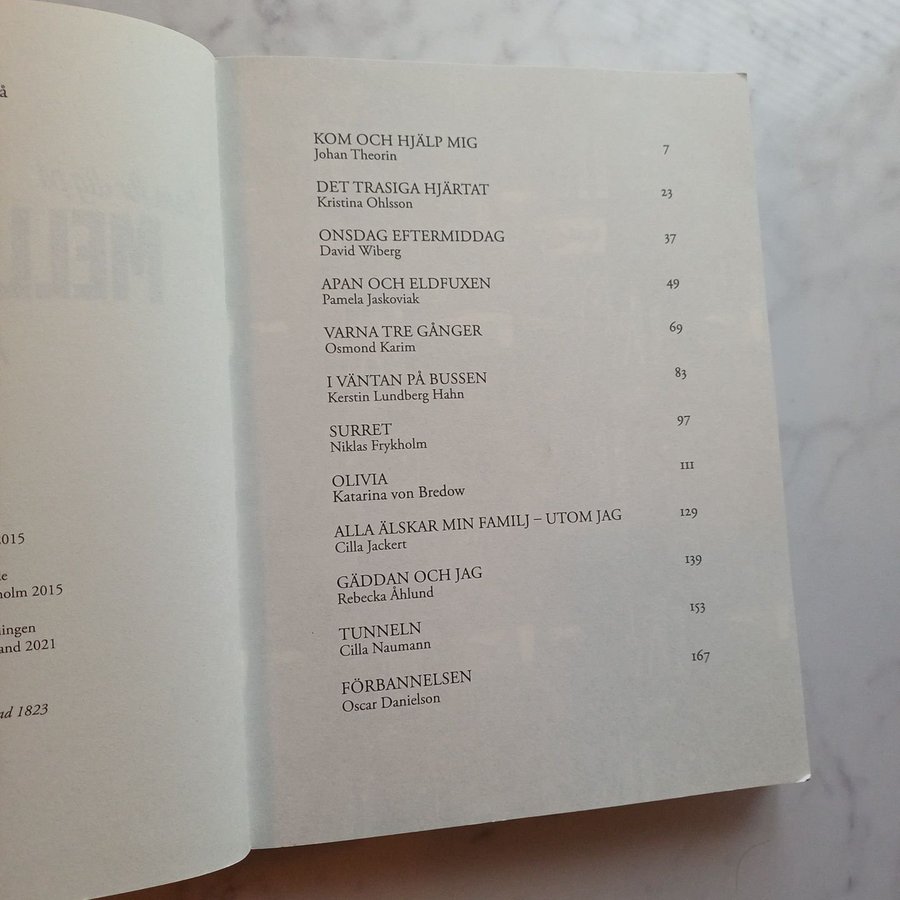 å
2015
holm 2015
ningen
and 2021
ad 1823
KOM OCH HJÄLP MIG 7
Johan Theorin
DET TRASIGA HJÄRTAT 23
Kristina Ohlsson
ONSDAG EFTERMIDDAG 37
David Wiberg
APAN OCH ELDFUXEN 49
Pamela Jaskoviak
VARNA TRE GÅNGER 69
Osmond Karim
I VÄNTAN PÅ BUSSEN 83
Kerstin Lundberg Hahn
SURRET 97
Niklas Frykholm
OLIVIA 111
Katarina von Bredow
ALLA ÄLSKAR MIN FAMILJ – UTOM JAG 129
Cilla Jackert
GÄDDAN OCH JAG 139
Rebecka Åhlund
TUNNELN 153
Cilla Naumann
FÖRBANNELSEN 167
Oscar Danielson